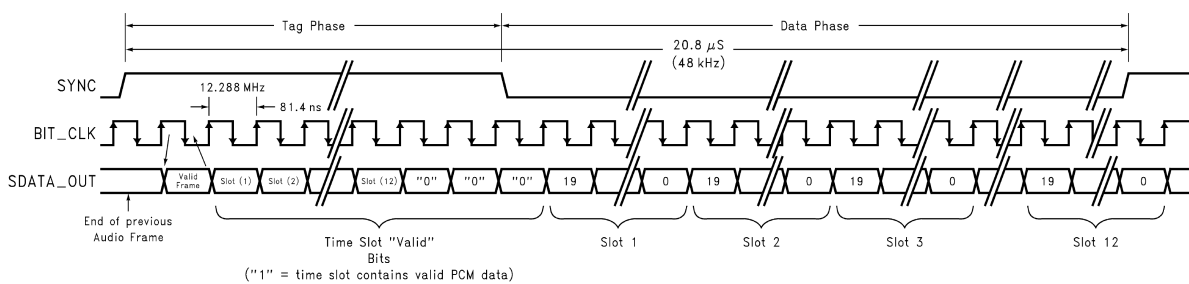 Tag Phase
Data Phase
20.8 μS
(48 kHz)
SYNC
12.288 MHz
81.4 ns
BIT_CLK
SDATA_OUT
Valid Frame
Slot (1)
Slot (2)
Slot (12)
"0"
"0"
"0"
19
0
19
0
19
0
19
0
End of previous
Audio Frame
Time Slot "Valid"
Bits
("1" = time slot contains valid PCM data)
Slot 1
Slot 2
Slot 3
Slot 12